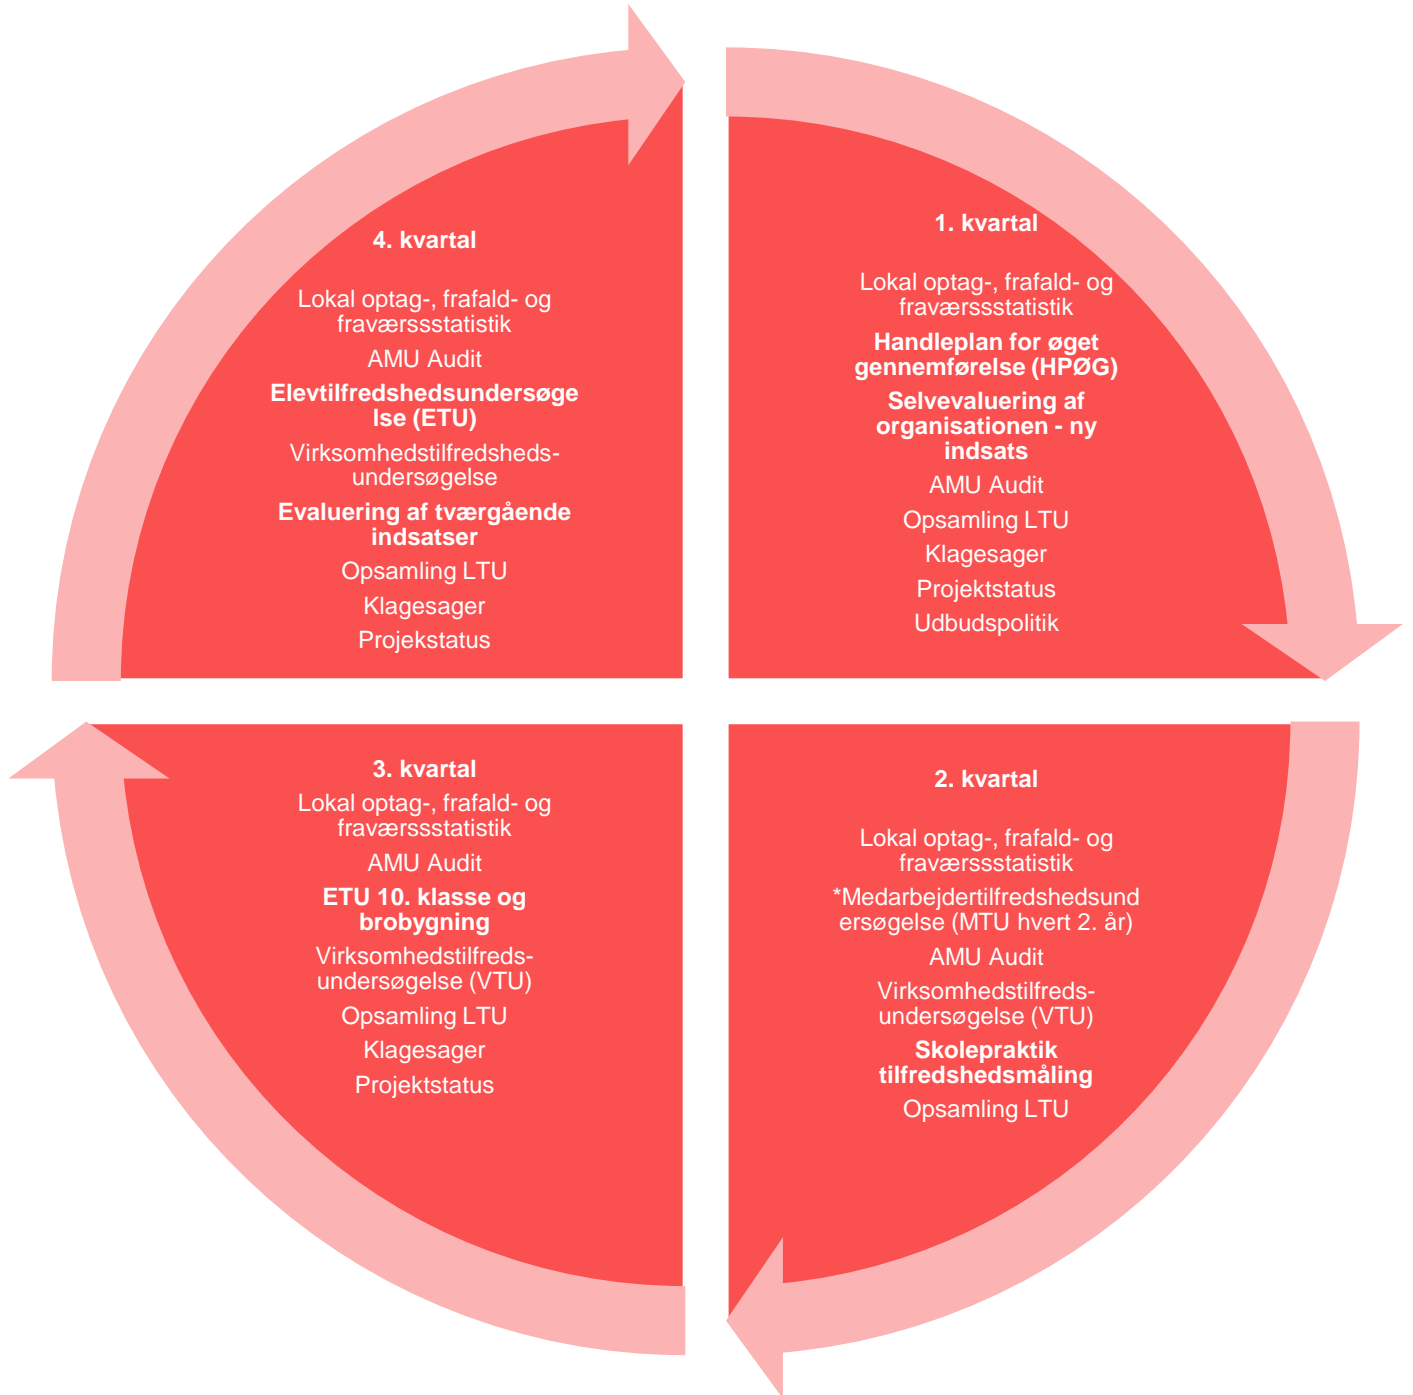 1. kvartal
Lokal optag-, frafald- og
fraværssstatistik
Handleplan for øget
gennemførelse (HPØG)
Selvevaluering af
organisationen - ny
indsats
AMU Audit
Opsamling LTU
Klagesager
Projektstatus
Udbudspolitik
2. kvartal
Lokal optag-, frafald- og
fraværssstatistik
*Medarbejdertilfredshedsund
ersøgelse (MTU hvert 2. år)
AMU Audit
Virksomhedstilfreds-
undersøgelse (VTU)
Skolepraktik
tilfredshedsmåling
Opsamling LTU
3. kvartal
Lokal optag-, frafald- og
fraværssstatistik
AMU Audit
ETU 10. klasse og
brobygning
Virksomhedstilfreds-
undersøgelse (VTU)
Opsamling LTU
Klagesager
Projektstatus
4. kvartal
Lokal optag-, frafald- og
fraværssstatistik
AMU Audit
Elevtilfredshedsundersøge
lse (ETU)
Virksomhedstilfredsheds-
undersøgelse
Evaluering af tværgående
indsatser
Opsamling LTU
Klagesager
Projekstatus